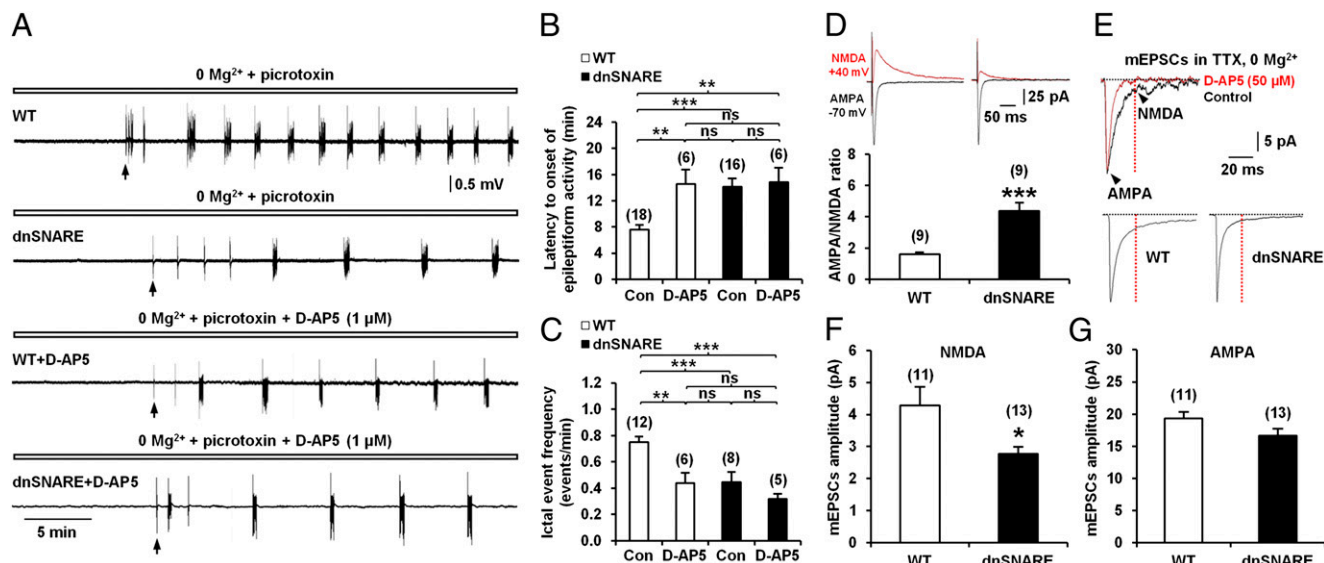 A
0 Mg²⁺ + picrotoxin
WT
0.5 mV
0 Mg²⁺ + picrotoxin
dnSNARE
0 Mg²⁺ + picrotoxin + D-AP5 (1 µM)
WT+D-AP5
0 Mg²⁺ + picrotoxin + D-AP5 (1 µM)
dnSNARE+D-AP5
5 min
B
WT
dnSNARE
**
***
ns
** ns ns
Latency to onset of
epileptiform activity (min)
24
20
16
12
8
4
0
(18) (6) (16) (6)
Con D-AP5 Con D-AP5
C
WT
dnSNARE
***
***
ns
** ns ns
Ictal event frequency
(events/min)
1.2
1.0
0.8
0.6
0.4
0.2
0.0
(12) (6) (8) (5)
Con D-AP5 Con D-AP5
D
NMDA
+40 mV
AMPA
-70 mV
25 pA
50 ms
AMPA/NMDA ratio
8
6
4
2
0
(9) (9)
***
WT dnSNARE
E
mEPSCs in TTX, 0 Mg²⁺
D-AP5 (50 µM)
Control
NMDA
AMPA
5 pA
20 ms
WT dnSNARE
F
NMDA
mEPSCs amplitude (pA)
6
5
4
3
2
1
0
(11) (13)
*
WT dnSNARE
G
AMPA
mEPSCs amplitude (pA)
30
25
20
15
10
5
0
(11) (13)
WT dnSNARE